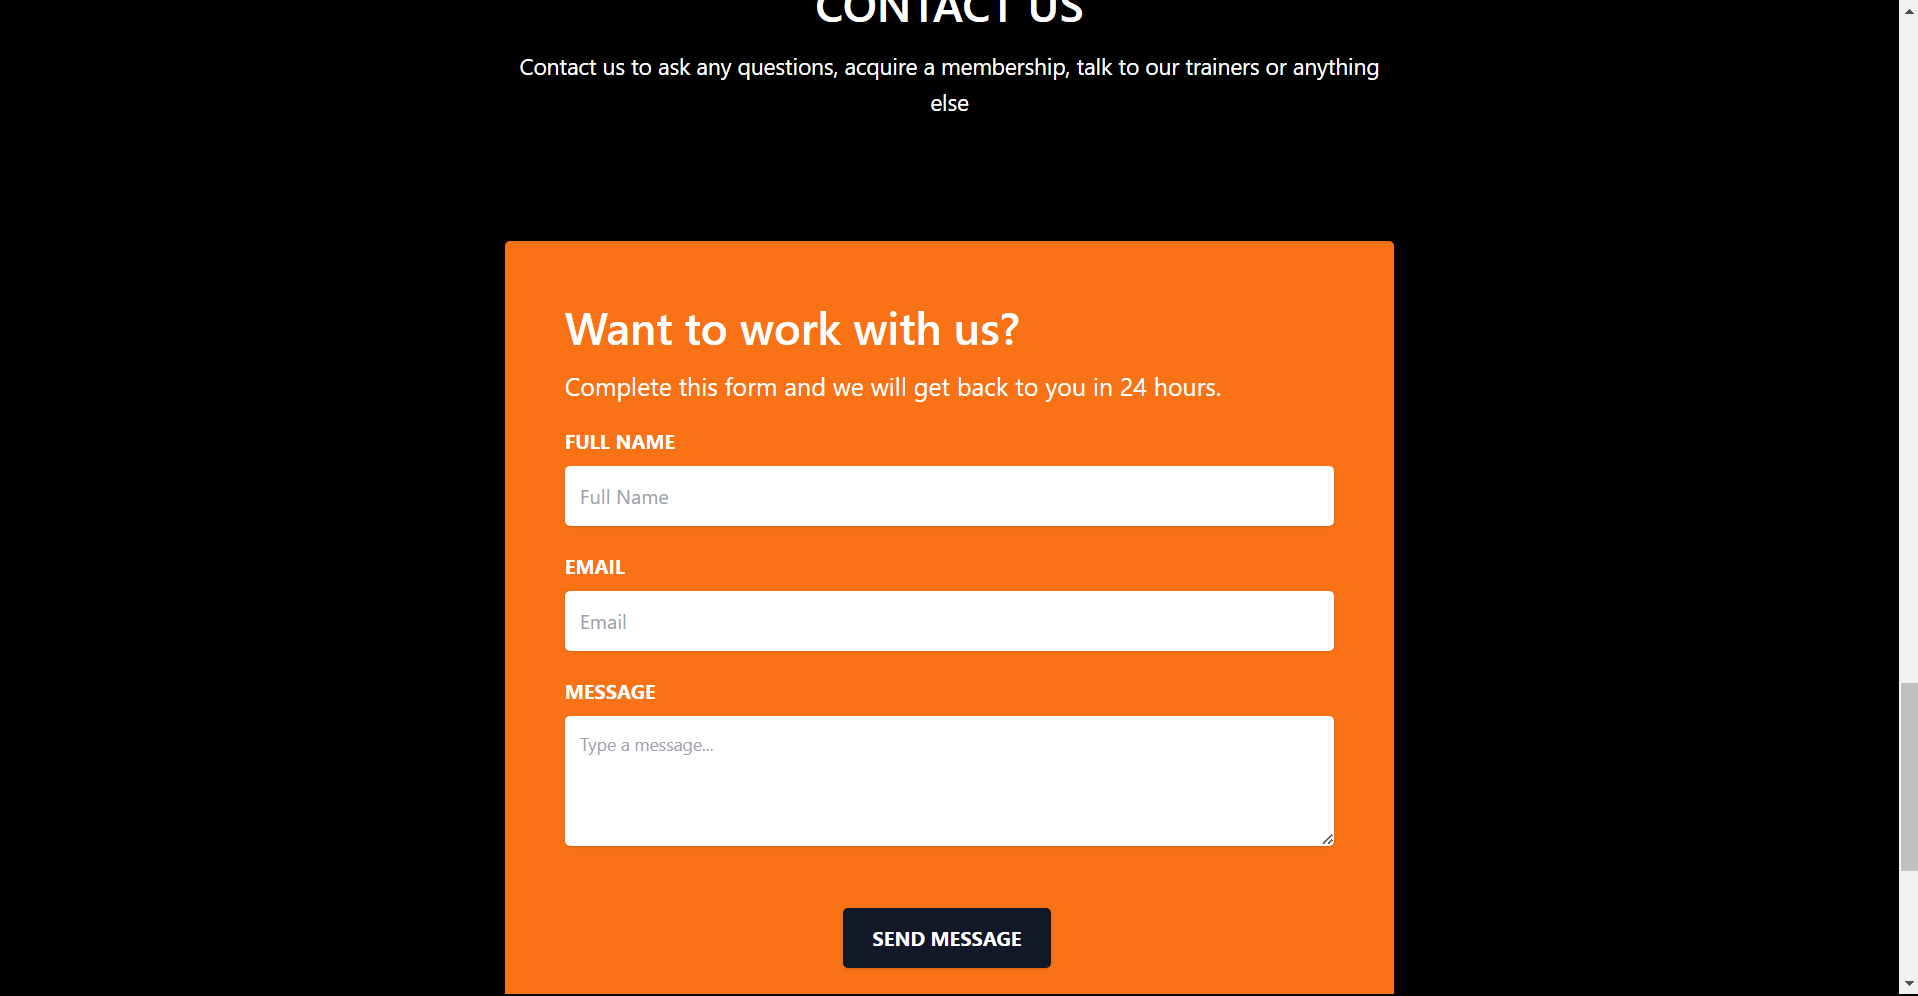 CONTACT US
Contact us to ask any questions, acquire a membership, talk to our trainers or anything
else
Want to work with us?
Complete this form and we will get back to you in 24 hours.
FULL NAME
Full Name
EMAIL
Email
MESSAGE
Type a message...
SEND MESSAGE